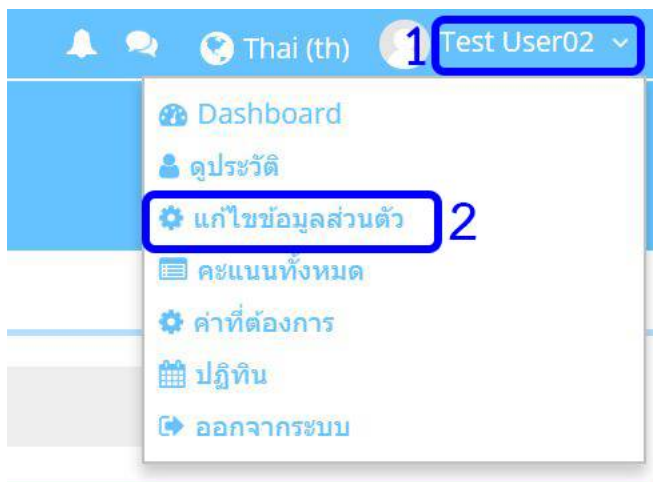 Thai (th) 1 Test User02
Dashboard
ดูประวัติ
แก้ไขข้อมูลส่วนตัว 2
คะแนนทั้งหมด
ค่าที่ต้องการ
ปฏิทิน
ออกจากระบบ